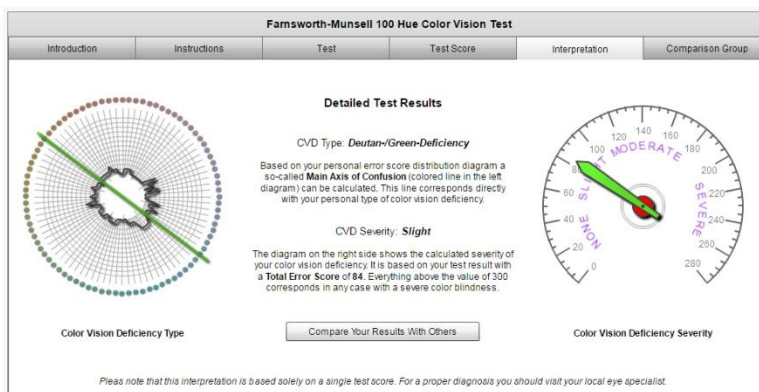 Farnsworth-Munsell 100 Hue Color Vision Test
Introduction
Instructions
Test
Test Score
Interpretation
Comparison Group
Detailed Test Results
CVD Type: Deutan-/Green-Deficiency
Based on your personal error score distribution diagram a
so-called Main Axis of Confusion (colored line in the left
diagram) can be calculated. This line corresponds directly
with your personal type of color vision deficiency.
CVD Severity: Slight
The diagram on the right side shows the calculated severity of
your color vision deficiency. It is based on your test result with
a Total Error Score of 84. Everything above the value of 300
corresponds in any case with a severe color blindness.
Compare Your Results With Others
Color Vision Deficiency Type
0
20
40
60
80
100
120
140
160
180
200
220
240
260
280
NONE
MODERATE
SEVERE
Color Vision Deficiency Severity
Pleas note that this interpretation is based solely on a single test score. For a proper diagnosis you should visit your local eye specialist.